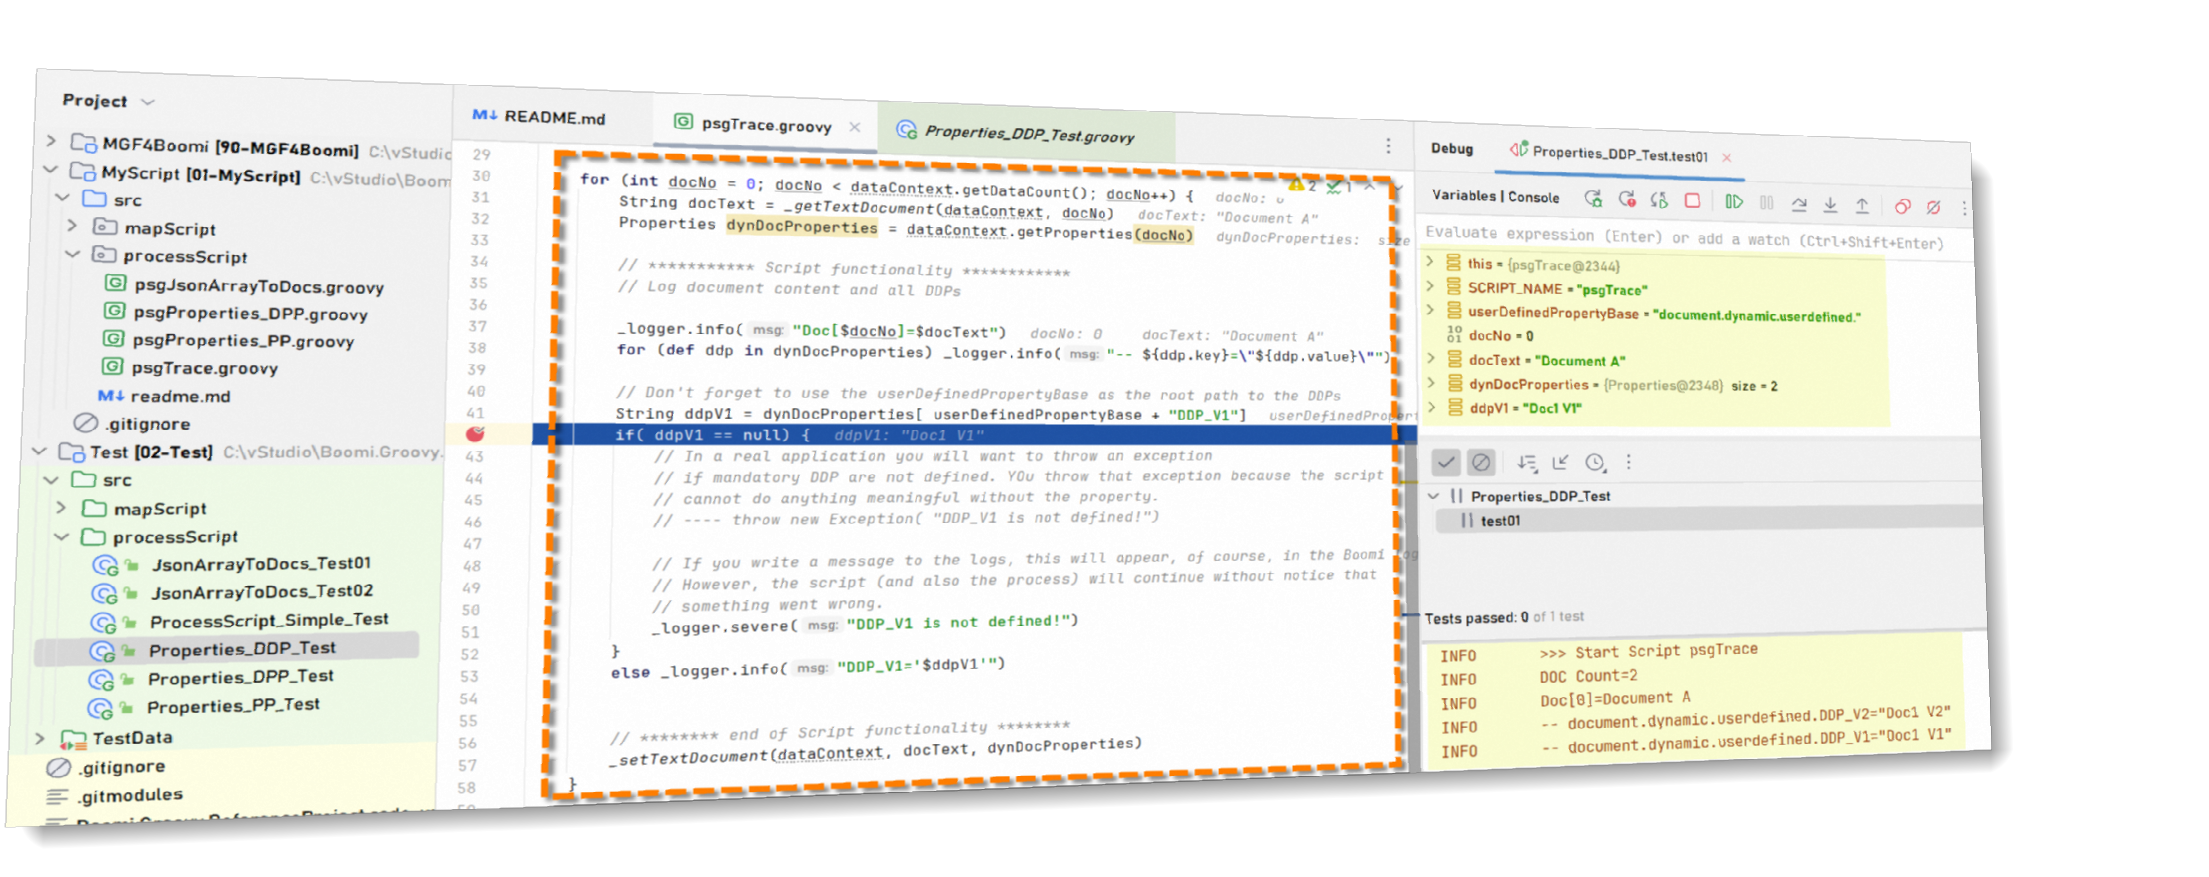 Project
MGF4Boomi [90-MGF4Boomi] C:\vStudic
MyScript [01-MyScript] C:\vStudio\Boom
src
mapScript
processScript
psgJsonArrayToDocs.groovy
psgProperties_DPP.groovy
psgProperties_PP.groovy
psgTrace.groovy
M↓ readme.md
.gitignore
Test [02-Test] C:\vStudio\Boomi.Groovy.
src
mapScript
processScript
JsonArrayToDocs_Test01
JsonArrayToDocs_Test02
ProcessScript_Simple_Test
Properties_DDP_Test
Properties_DPP_Test
Properties_PP_Test
TestData
.gitignore
.gitmodules
M↓ README.md
psgTrace.groovy
Properties_DDP_Test.groovy
29
30 for (int docNo = 0; docNo < dataContext.getDataCount(); docNo++) { docNo: 0
2 1
31 String docText = _getTextDocument(dataContext, docNo) docText: "Document A"
32 Properties dynDocProperties = dataContext.getProperties(docNo) dynDocProperties: size
33
34 // *********** Script functionality ************
35 // Log document content and all DDPs
36
37 _logger.info( msg: "Doc[$docNo]=$docText") docNo: 0 docText: "Document A"
38 for (def ddp in dynDocProperties) _logger.info( msg: "-- ${ddp.key}=\"${ddp.value}\"")
39
40 // Don't forget to use the userDefinedPropertyBase as the root path to the DDPs
41 String ddpV1 = dynDocProperties[ userDefinedPropertyBase + "DDP_V1"] userDefinedPropert
if( ddpV1 == null) { ddpV1: "Doc1 V1"
43 // In a real application you will want to throw an exception
44 // if mandatory DDP are not defined. YOu throw that exception because the script
45 // cannot do anything meaningful without the property.
46 // ---- throw new Exception( "DDP_V1 is not defined!")
47
48 // If you write a message to the logs, this will appear, of course, in the Boomi log
49 // However, the script (and also the process) will continue without notice that
50 // something went wrong.
51 _logger.severe( msg: "DDP_V1 is not defined!")
52 }
53 else _logger.info( msg: "DDP_V1='$ddpV1'")
54
55
56 // ******** end of Script functionality ********
57 _setTextDocument(dataContext, docText, dynDocProperties)
58 }
Debug
Properties_DDP_Test.test01
Variables | Console
Evaluate expression (Enter) or add a watch (Ctrl+Shift+Enter)
this = {psgTrace@2344}
SCRIPT_NAME = "psgTrace"
userDefinedPropertyBase = "document.dynamic.userdefined."
10 01 docNo = 0
docText = "Document A"
dynDocProperties = {Properties@2348} size = 2
ddpV1 = "Doc1 V1"
Properties_DDP_Test
test01
Tests passed: 0 of 1 test
INFO >>> Start Script psgTrace
INFO DOC Count=2
INFO Doc[0]=Document A
INFO -- document.dynamic.userdefined.DDP_V2="Doc1 V2"
INFO -- document.dynamic.userdefined.DDP_V1="Doc1 V1"